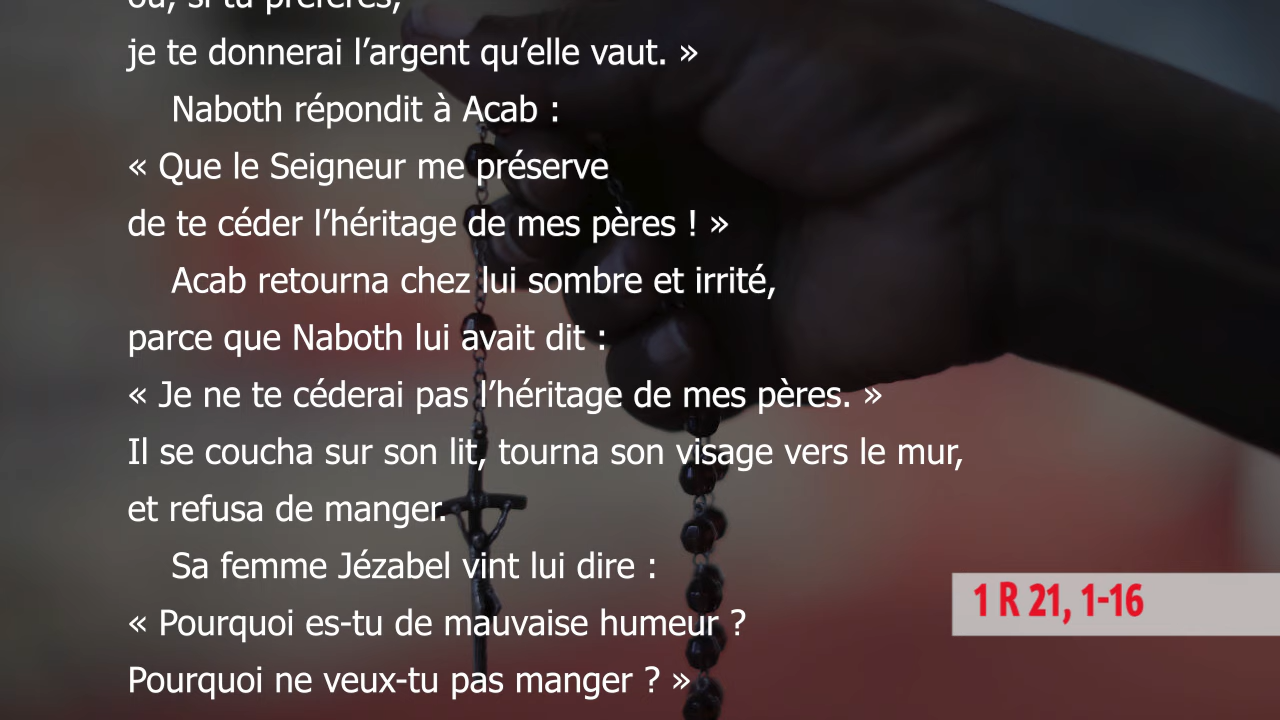 ou, si tu préfères,
je te donnerai l’argent qu’elle vaut. »
Naboth répondit à Acab :
« Que le Seigneur me préserve
de te céder l’héritage de mes pères ! »
Acab retourna chez lui sombre et irrité,
parce que Naboth lui avait dit :
« Je ne te céderai pas l’héritage de mes pères. »
Il se coucha sur son lit, tourna son visage vers le mur,
et refusa de manger.
Sa femme Jézabel vint lui dire :
« Pourquoi es-tu de mauvaise humeur ?
Pourquoi ne veux-tu pas manger ? »
1 R 21, 1-16